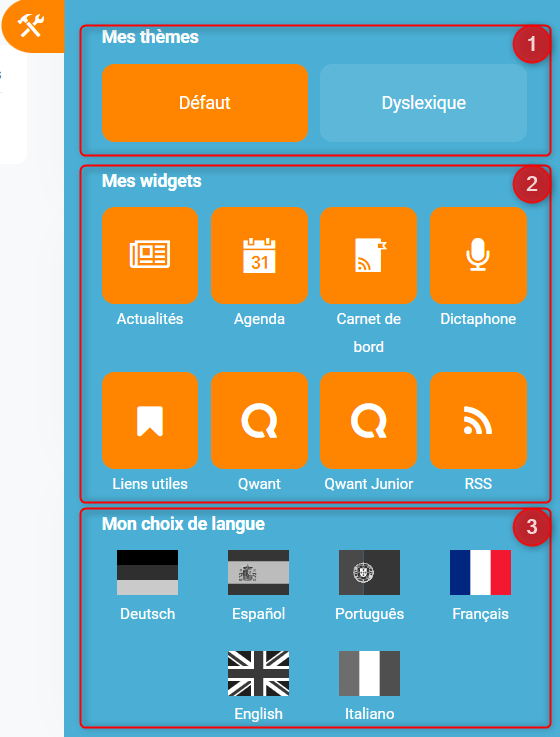 Mes thèmes
1
Défaut
Dyslexique
Mes widgets
2
31
Actualités
Agenda
Carnet de
bord
Dictaphone
Liens utiles
Qwant
Qwant Junior
RSS
Mon choix de langue
3
Deutsch
Español
Português
Français
English
Italiano